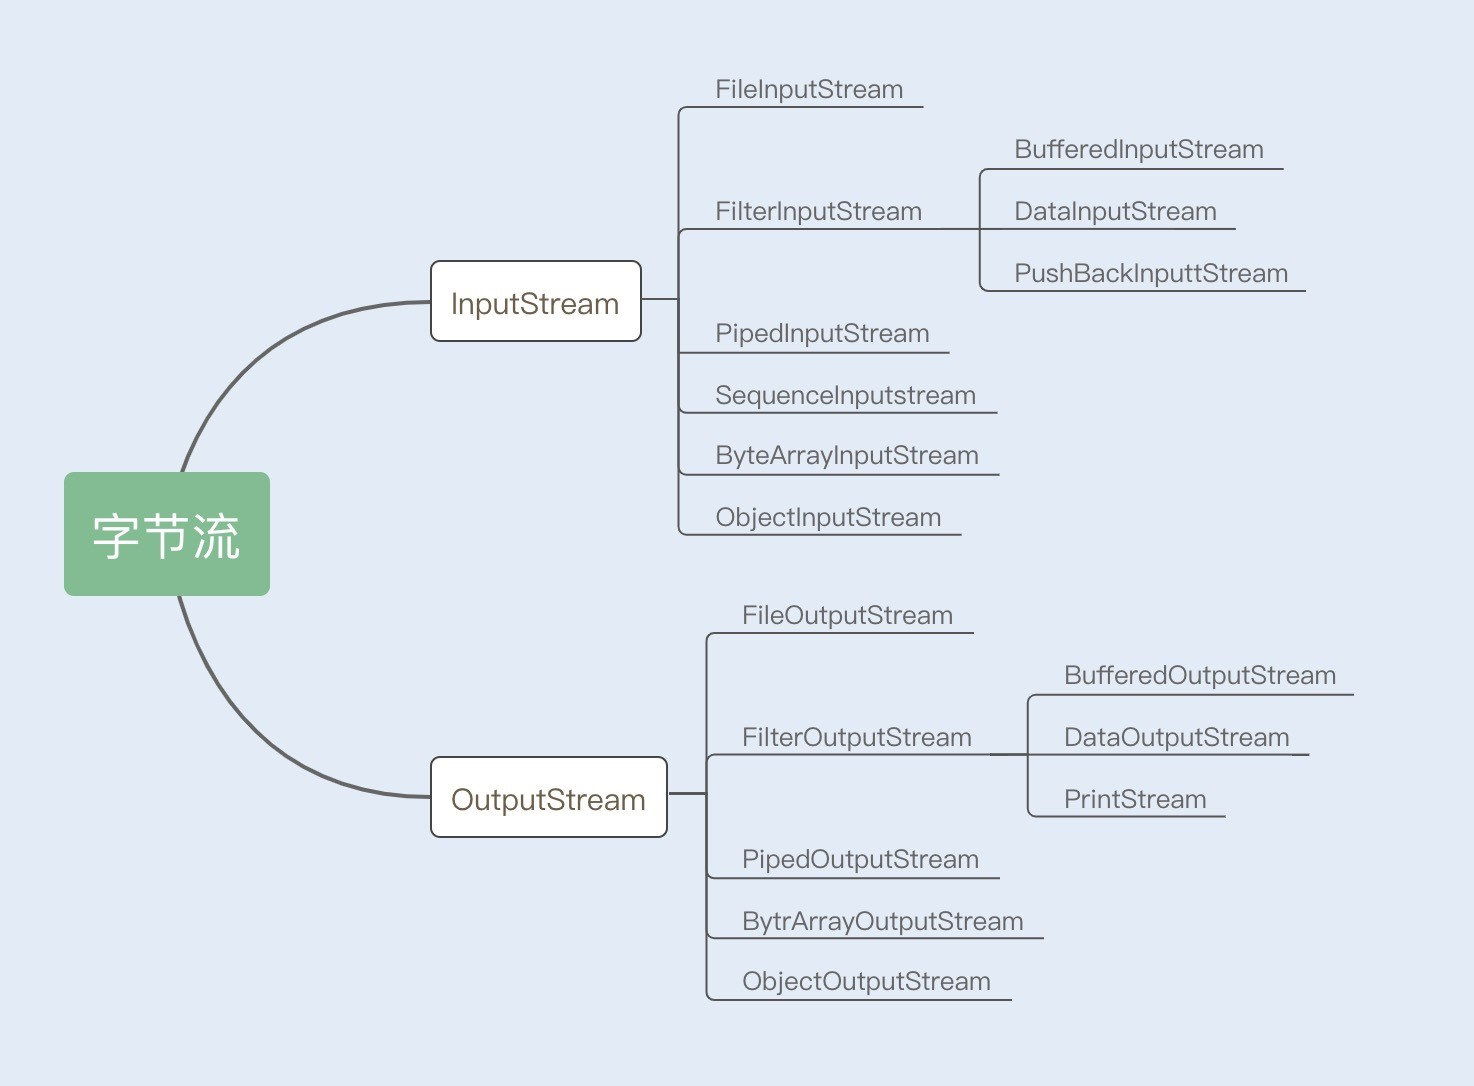 字节流
InputStream
FileInputStream
FilterInputStream
BufferedInputStream
DataInputStream
PushBackInputtStream
PipedInputStream
SequenceInputstream
ByteArrayInputStream
ObjectInputStream
OutputStream
FileOutputStream
FilterOutputStream
BufferedOutputStream
DataOutputStream
PrintStream
PipedOutputStream
BytrArrayOutputStream
ObjectOutputStream